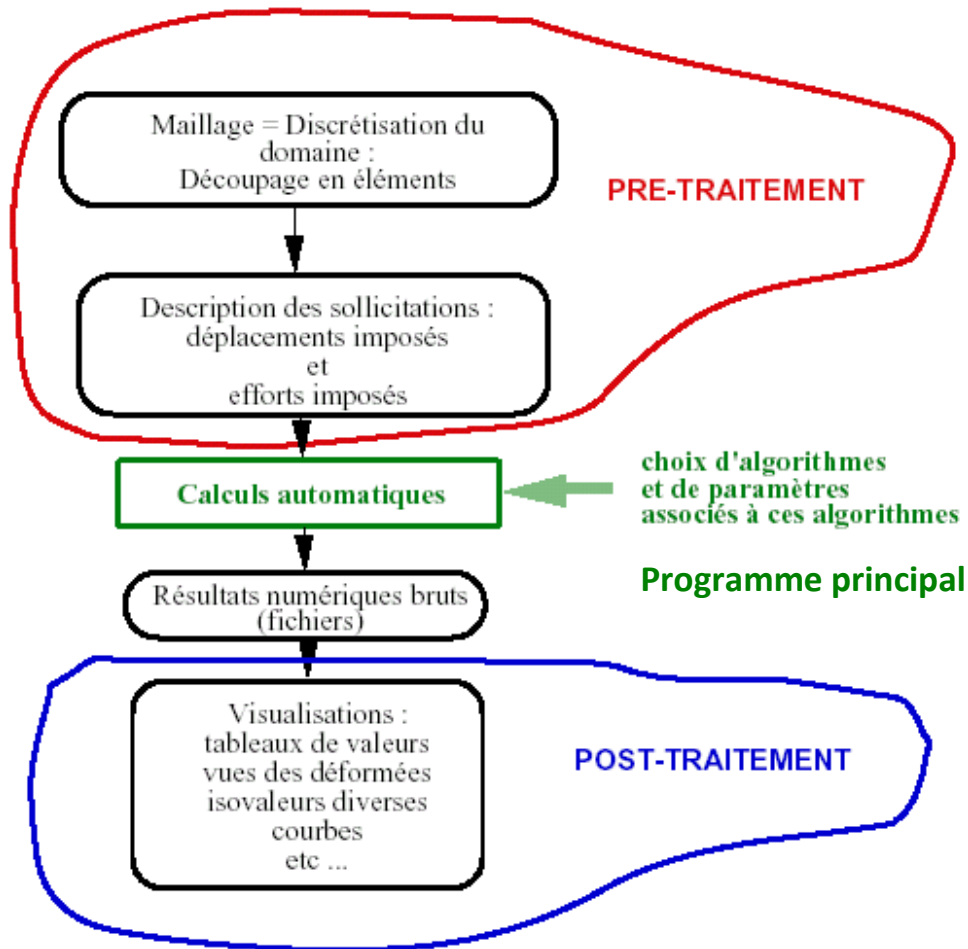 Maillage = Discrétisation du
domaine :
Découpage en éléments
PRE-TRAITEMENT
Description des sollicitations :
déplacements imposés
et
efforts imposés
Calculs automatiques
choix d'algorithmes
et de paramètres
associés à ces algorithmes
Programme principal
Résultats numériques bruts
(fichiers)
Visualisations :
tableaux de valeurs
vues des déformées
isovaleurs diverses
courbes
etc ...
POST-TRAITEMENT